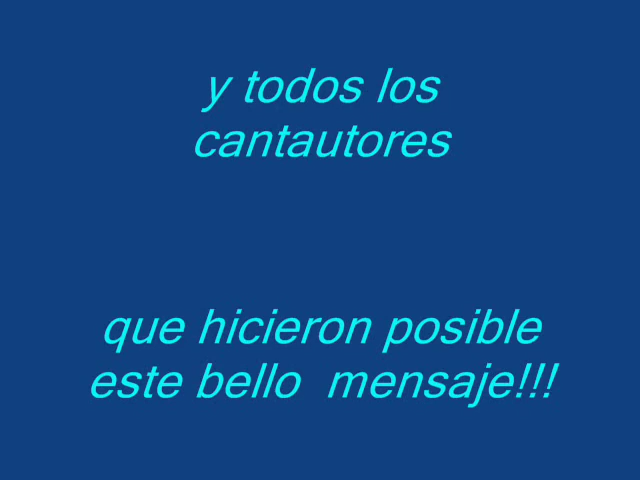 y todos los
cantautores
que hicieron posible
este bello  mensaje!!!